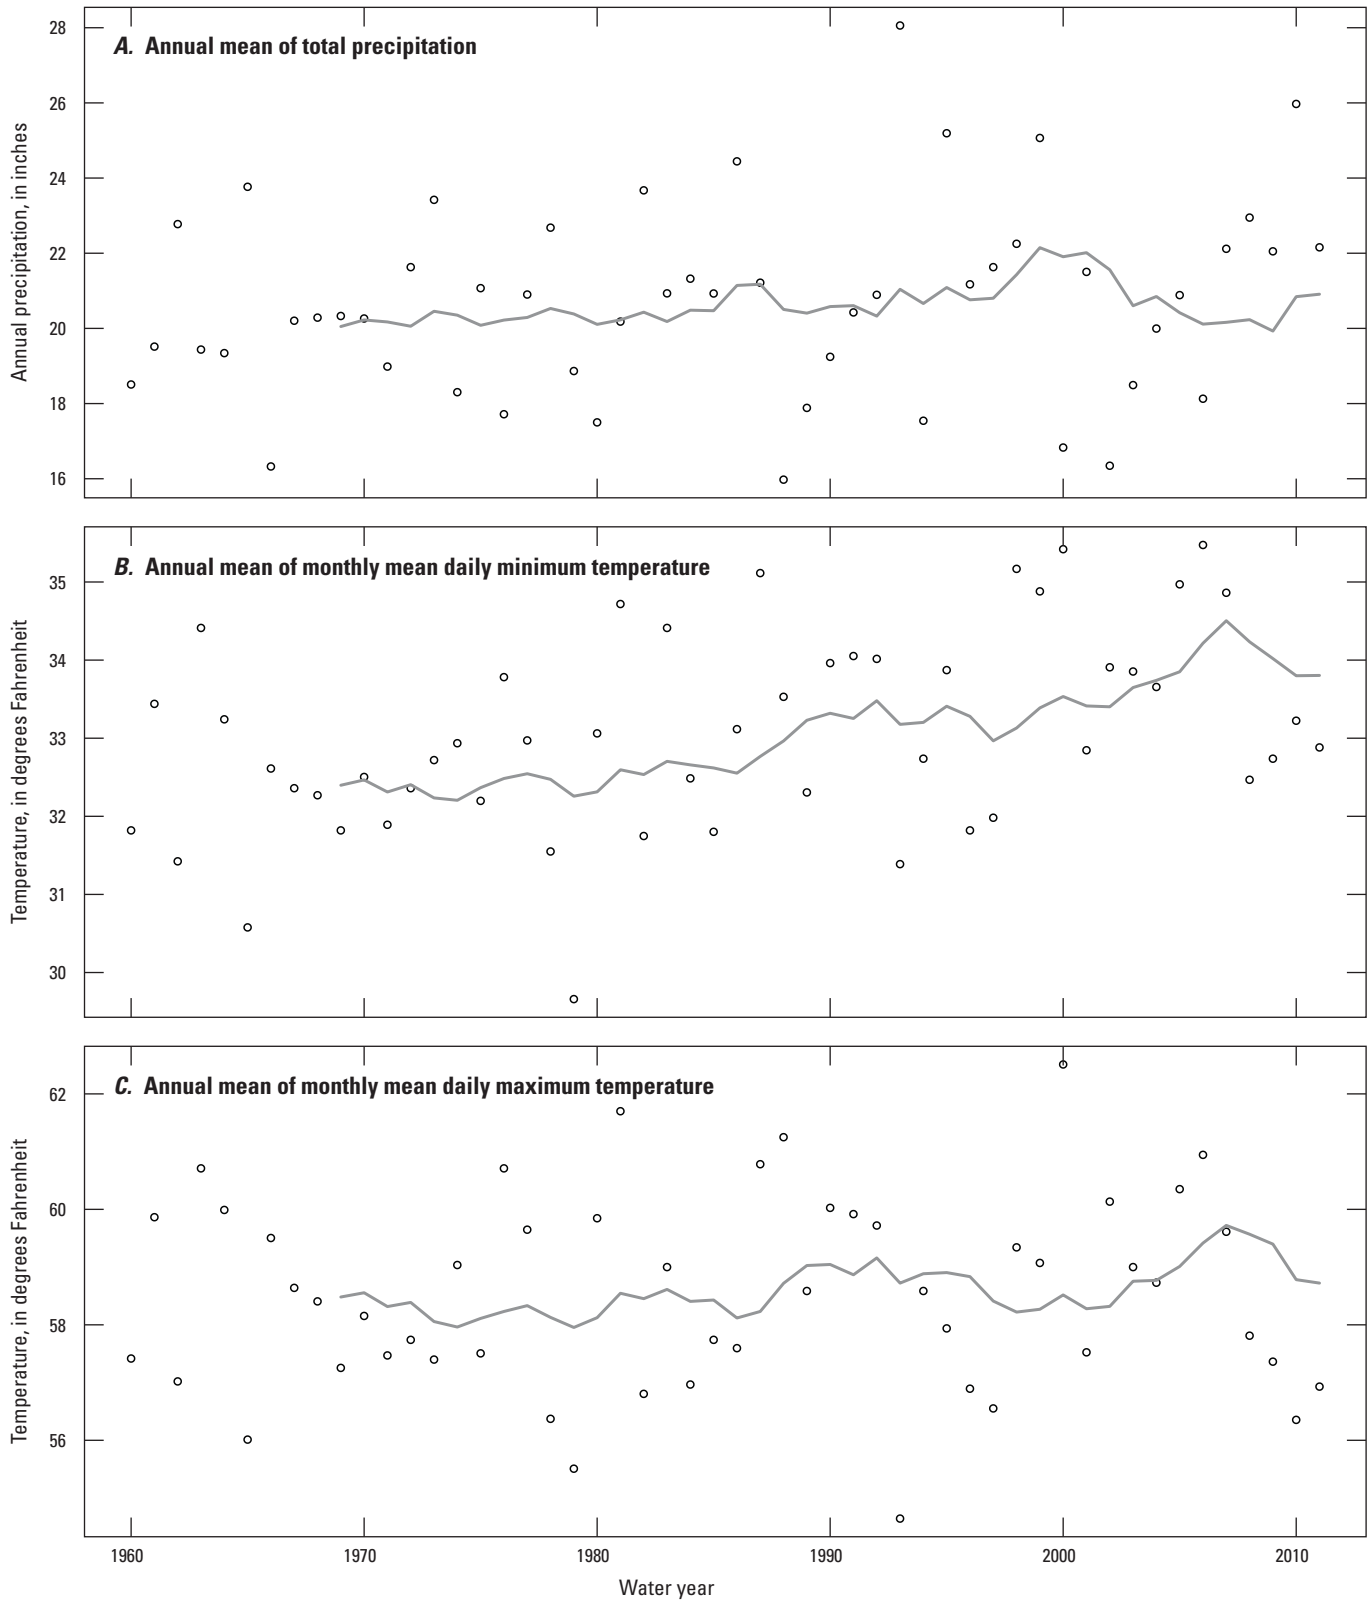 A. Annual mean of total precipitation
Annual precipitation, in inches
28
26
24
22
20
18
16
B. Annual mean of monthly mean daily minimum temperature
Temperature, in degrees Fahrenheit
35
34
33
32
31
30
C. Annual mean of monthly mean daily maximum temperature
Temperature, in degrees Fahrenheit
62
60
58
56
1960 1970 1980 1990 2000 2010
Water year